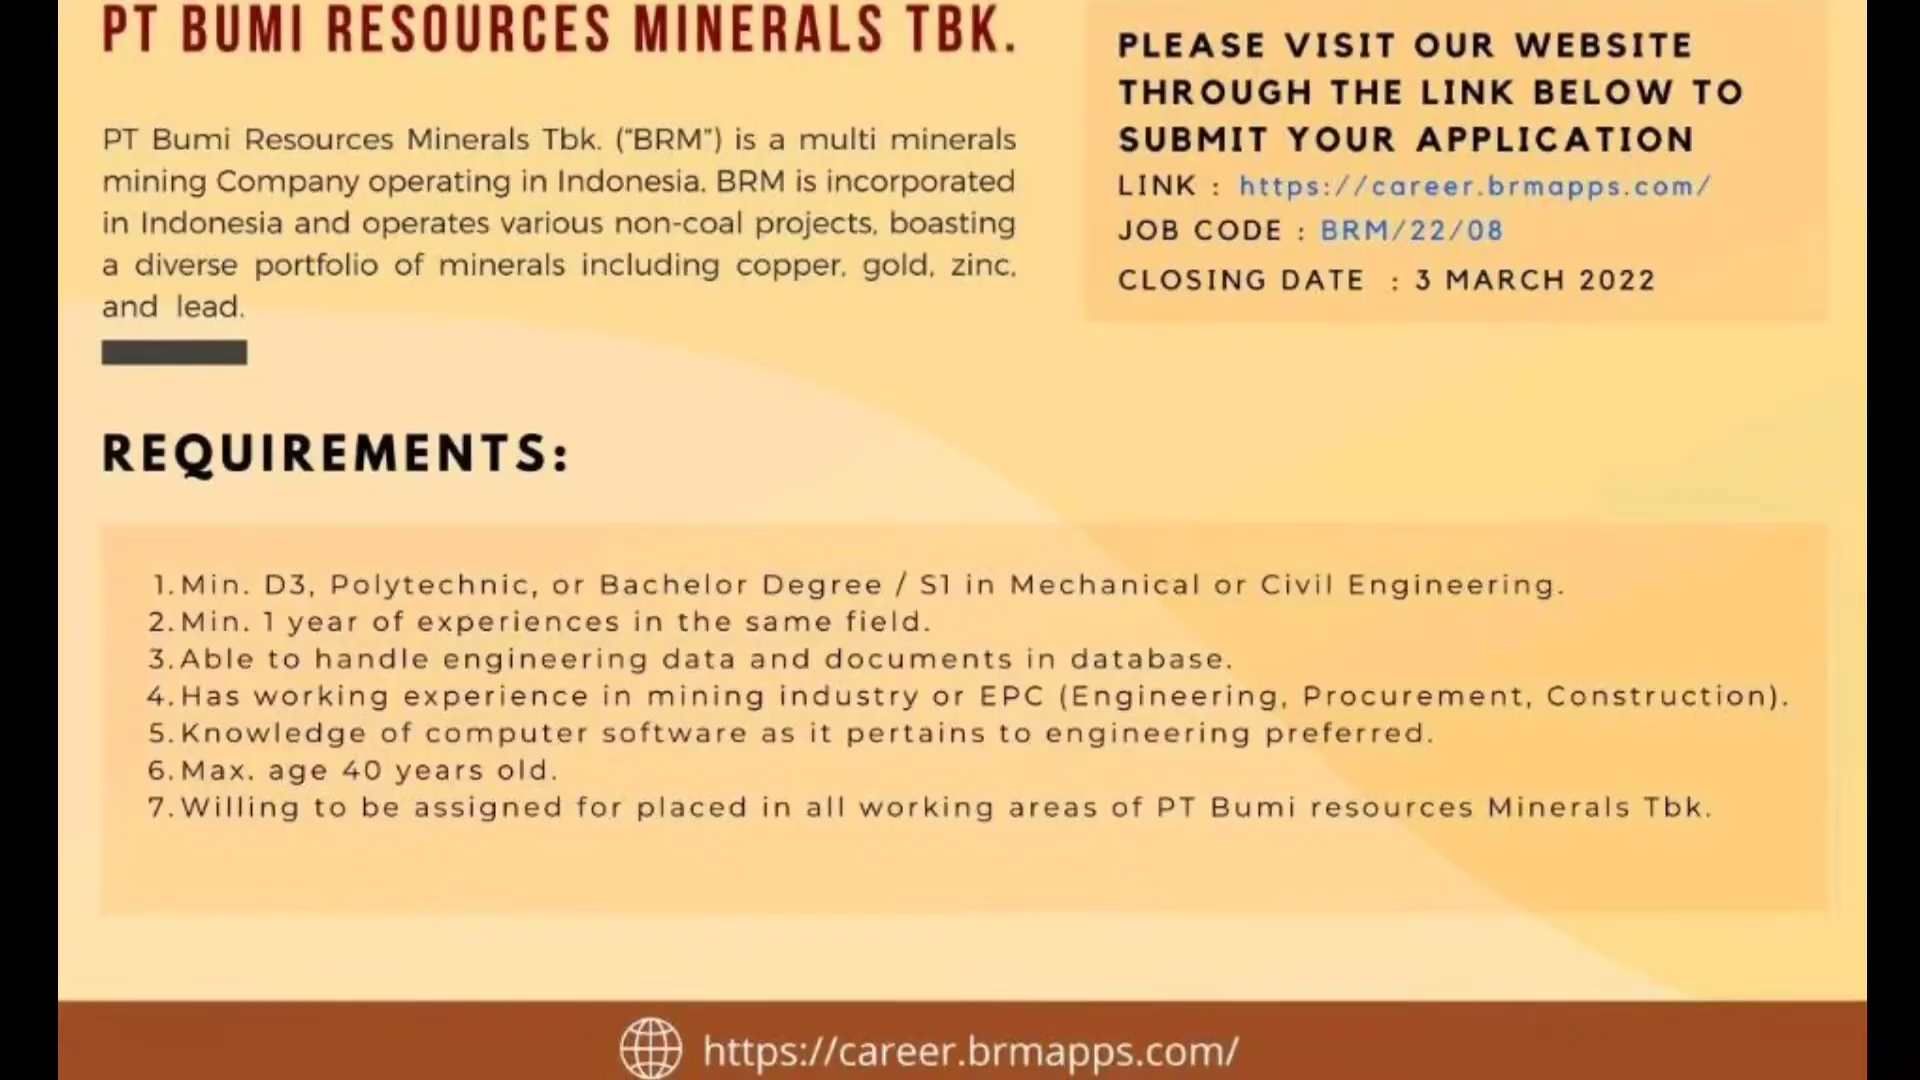 PT BUMI RESOURCES MINERALS TBK.
PT Bumi Resources Minerals Tbk. ("BRM") is a multi minerals
mining Company operating in Indonesia. BRM is incorporated
in Indonesia and operates various non-coal projects, boasting
a diverse portfolio of minerals including copper, gold, zinc,
and lead.
PLEASE VISIT OUR WEBSITE
THROUGH THE LINK BELOW TO
SUBMIT YOUR APPLICATION
LINK : https://career.brmapps.com/
JOB CODE : BRM/22/08
CLOSING DATE : 3 MARCH 2022
REQUIREMENTS:
1. Min. D3, Polytechnic, or Bachelor Degree / S1 in Mechanical or Civil Engineering.
2. Min. 1 year of experiences in the same field.
3. Able to handle engineering data and documents in database.
4. Has working experience in mining industry or EPC (Engineering, Procurement, Construction).
5. Knowledge of computer software as it pertains to engineering preferred.
6. Max. age 40 years old.
7. Willing to be assigned for placed in all working areas of PT Bumi resources Minerals Tbk.
https://career.brmapps.com/